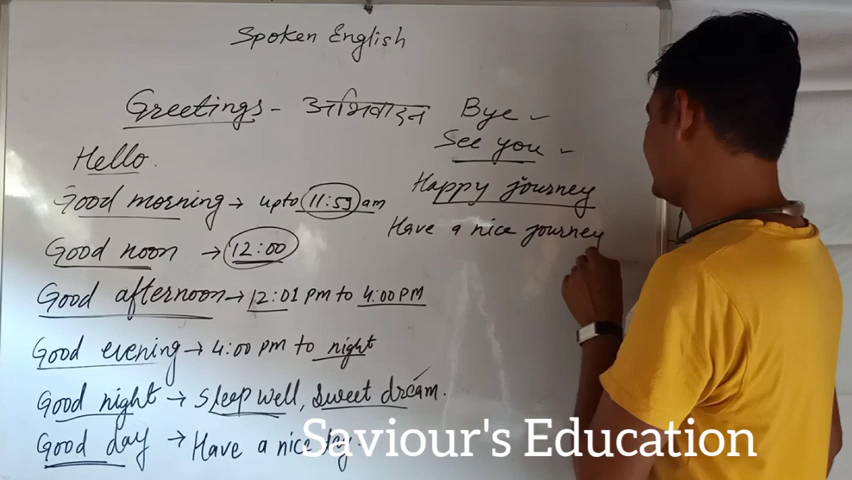 Spoken English
Greetings - अभिवादन
Hello.
Good morning → upto 11:59 am
Good noon → 12:00
Good afternoon → 12:01 pm to 4:00 PM
Good evening → 4:00 pm to night
Good night → Sleep well, Sweet dream.
Good day → Have a nice day.
Bye
See you
Happy journey
Have a nice journey
Saviour's Education